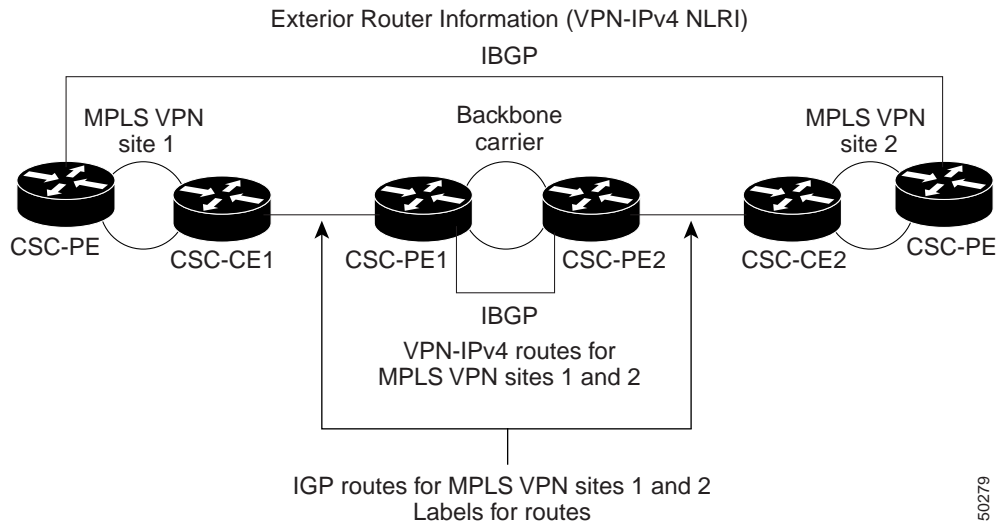 Exterior Router Information (VPN-IPv4 NLRI)
IBGP
MPLS VPN
site 1
Backbone
carrier
MPLS VPN
site 2
CSC-PE
CSC-CE1
CSC-PE1
CSC-PE2
CSC-CE2
CSC-PE
IBGP
VPN-IPv4 routes for
MPLS VPN sites 1 and 2
IGP routes for MPLS VPN sites 1 and 2
Labels for routes
50279